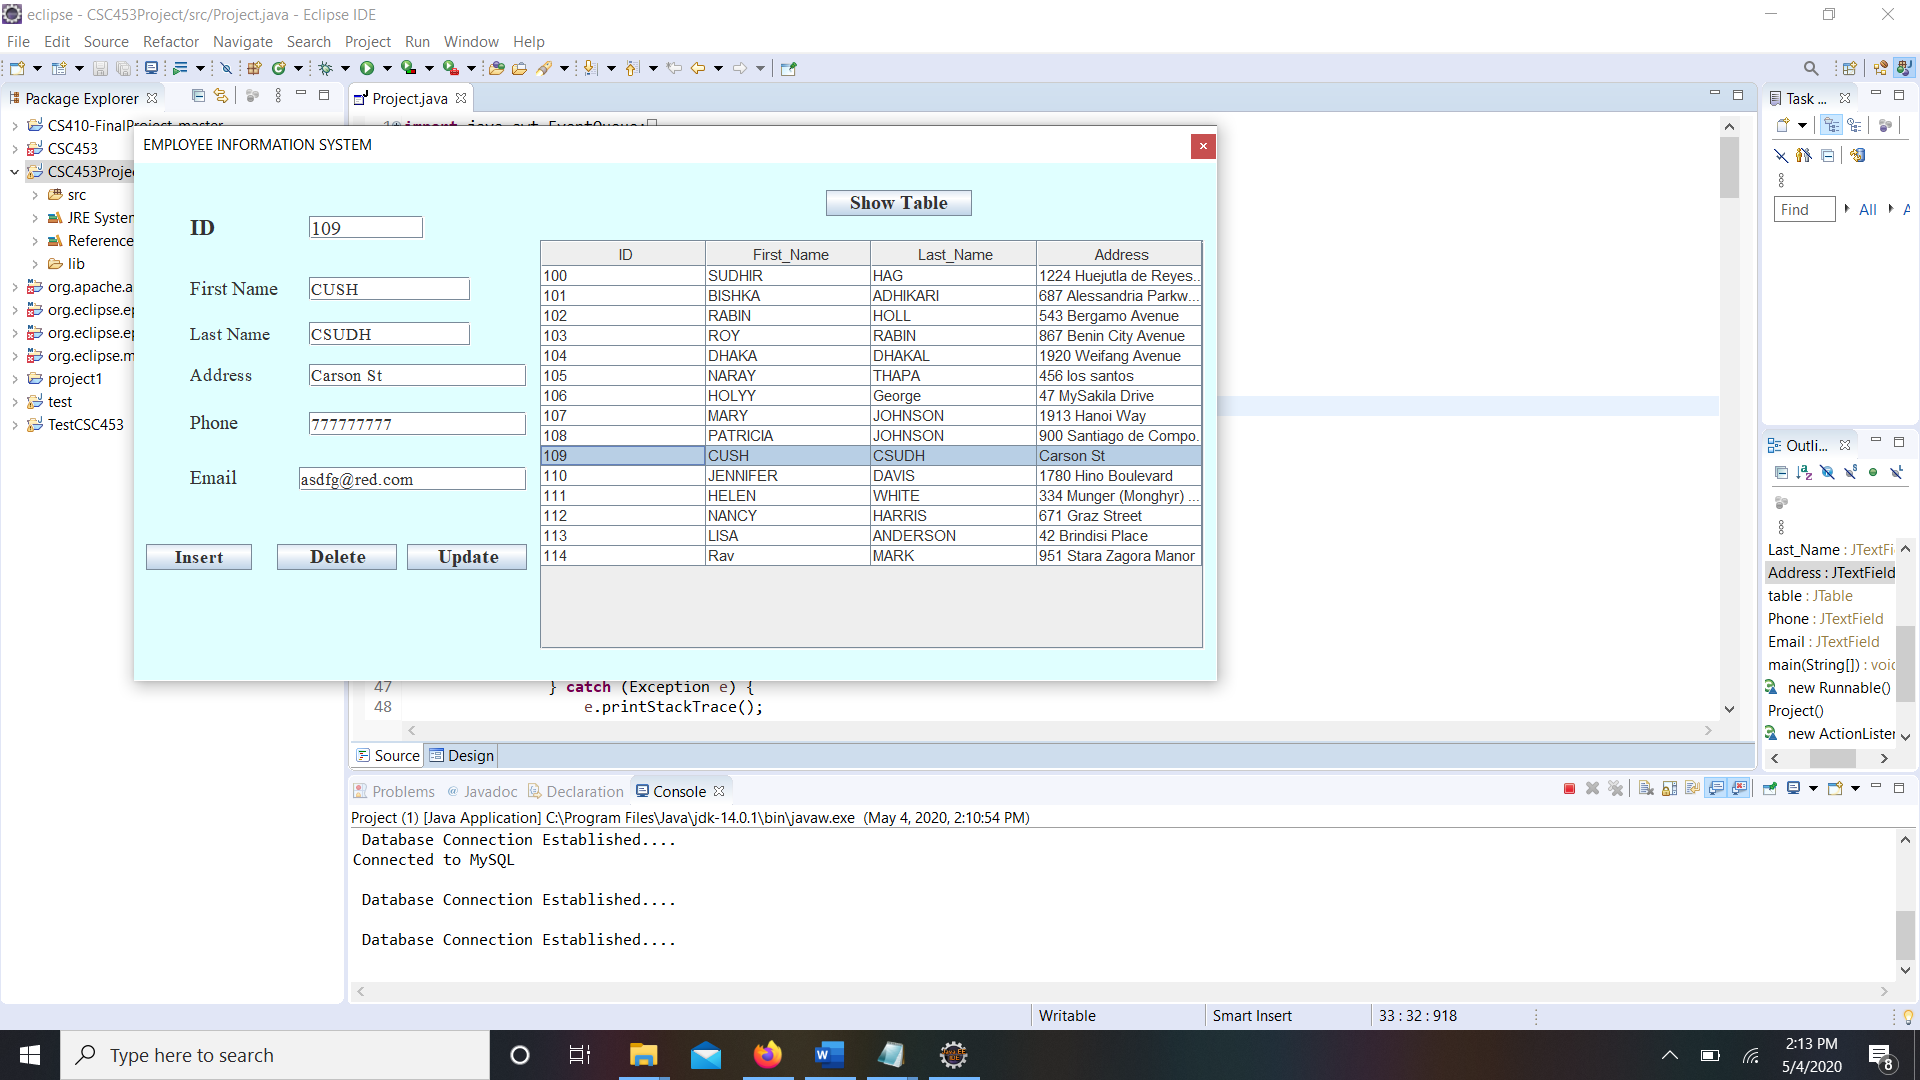 eclipse - CSC453Project/src/Project.java - Eclipse IDE
File Edit Source Refactor Navigate Search Project Run Window Help
Package Explorer
Project.java
Task ...
CS410-FinalProject-master
CSC453
CSC453Projec
src
JRE System
Reference
lib
org.apache.a
org.eclipse.ep
org.eclipse.ep
org.eclipse.m
project1
test
TestCSC453
EMPLOYEE INFORMATION SYSTEM
Show Table
ID 109
First Name CUSH
Last Name CSUDH
Address Carson St
Phone 777777777
Email asdfg@red.com
Insert Delete Update
ID First_Name Last_Name Address
100 SUDHIR HAG 1224 Huejutla de Reyes...
101 BISHKA ADHIKARI 687 Alessandria Parkw...
102 RABIN HOLL 543 Bergamo Avenue
103 ROY RABIN 867 Benin City Avenue
104 DHAKA DHAKAL 1920 Weifang Avenue
105 NARAY THAPA 456 los santos
106 HOLYY George 47 MySakila Drive
107 MARY JOHNSON 1913 Hanoi Way
108 PATRICIA JOHNSON 900 Santiago de Compo.
109 CUSH CSUDH Carson St
110 JENNIFER DAVIS 1780 Hino Boulevard
111 HELEN WHITE 334 Munger (Monghyr) ...
112 NANCY HARRIS 671 Graz Street
113 LISA ANDERSON 42 Brindisi Place
114 Rav MARK 951 Stara Zagora Manor
47 } catch (Exception e) {
48 e.printStackTrace();
Source Design
Find All A
Outli...
Last_Name : JTextFi
Address : JTextField
table : JTable
Phone : JTextField
Email : JTextField
main(String[]) : void
new Runnable()
Project()
new ActionLister
Problems @ Javadoc Declaration Console
Project (1) [Java Application] C:\Program Files\Java\jdk-14.0.1\bin\javaw.exe (May 4, 2020, 2:10:54 PM)
Database Connection Established....
Connected to MySQL
Database Connection Established....
Database Connection Established....
Writable Smart Insert 33 : 32 : 918
Type here to search
2:13 PM
5/4/2020
8